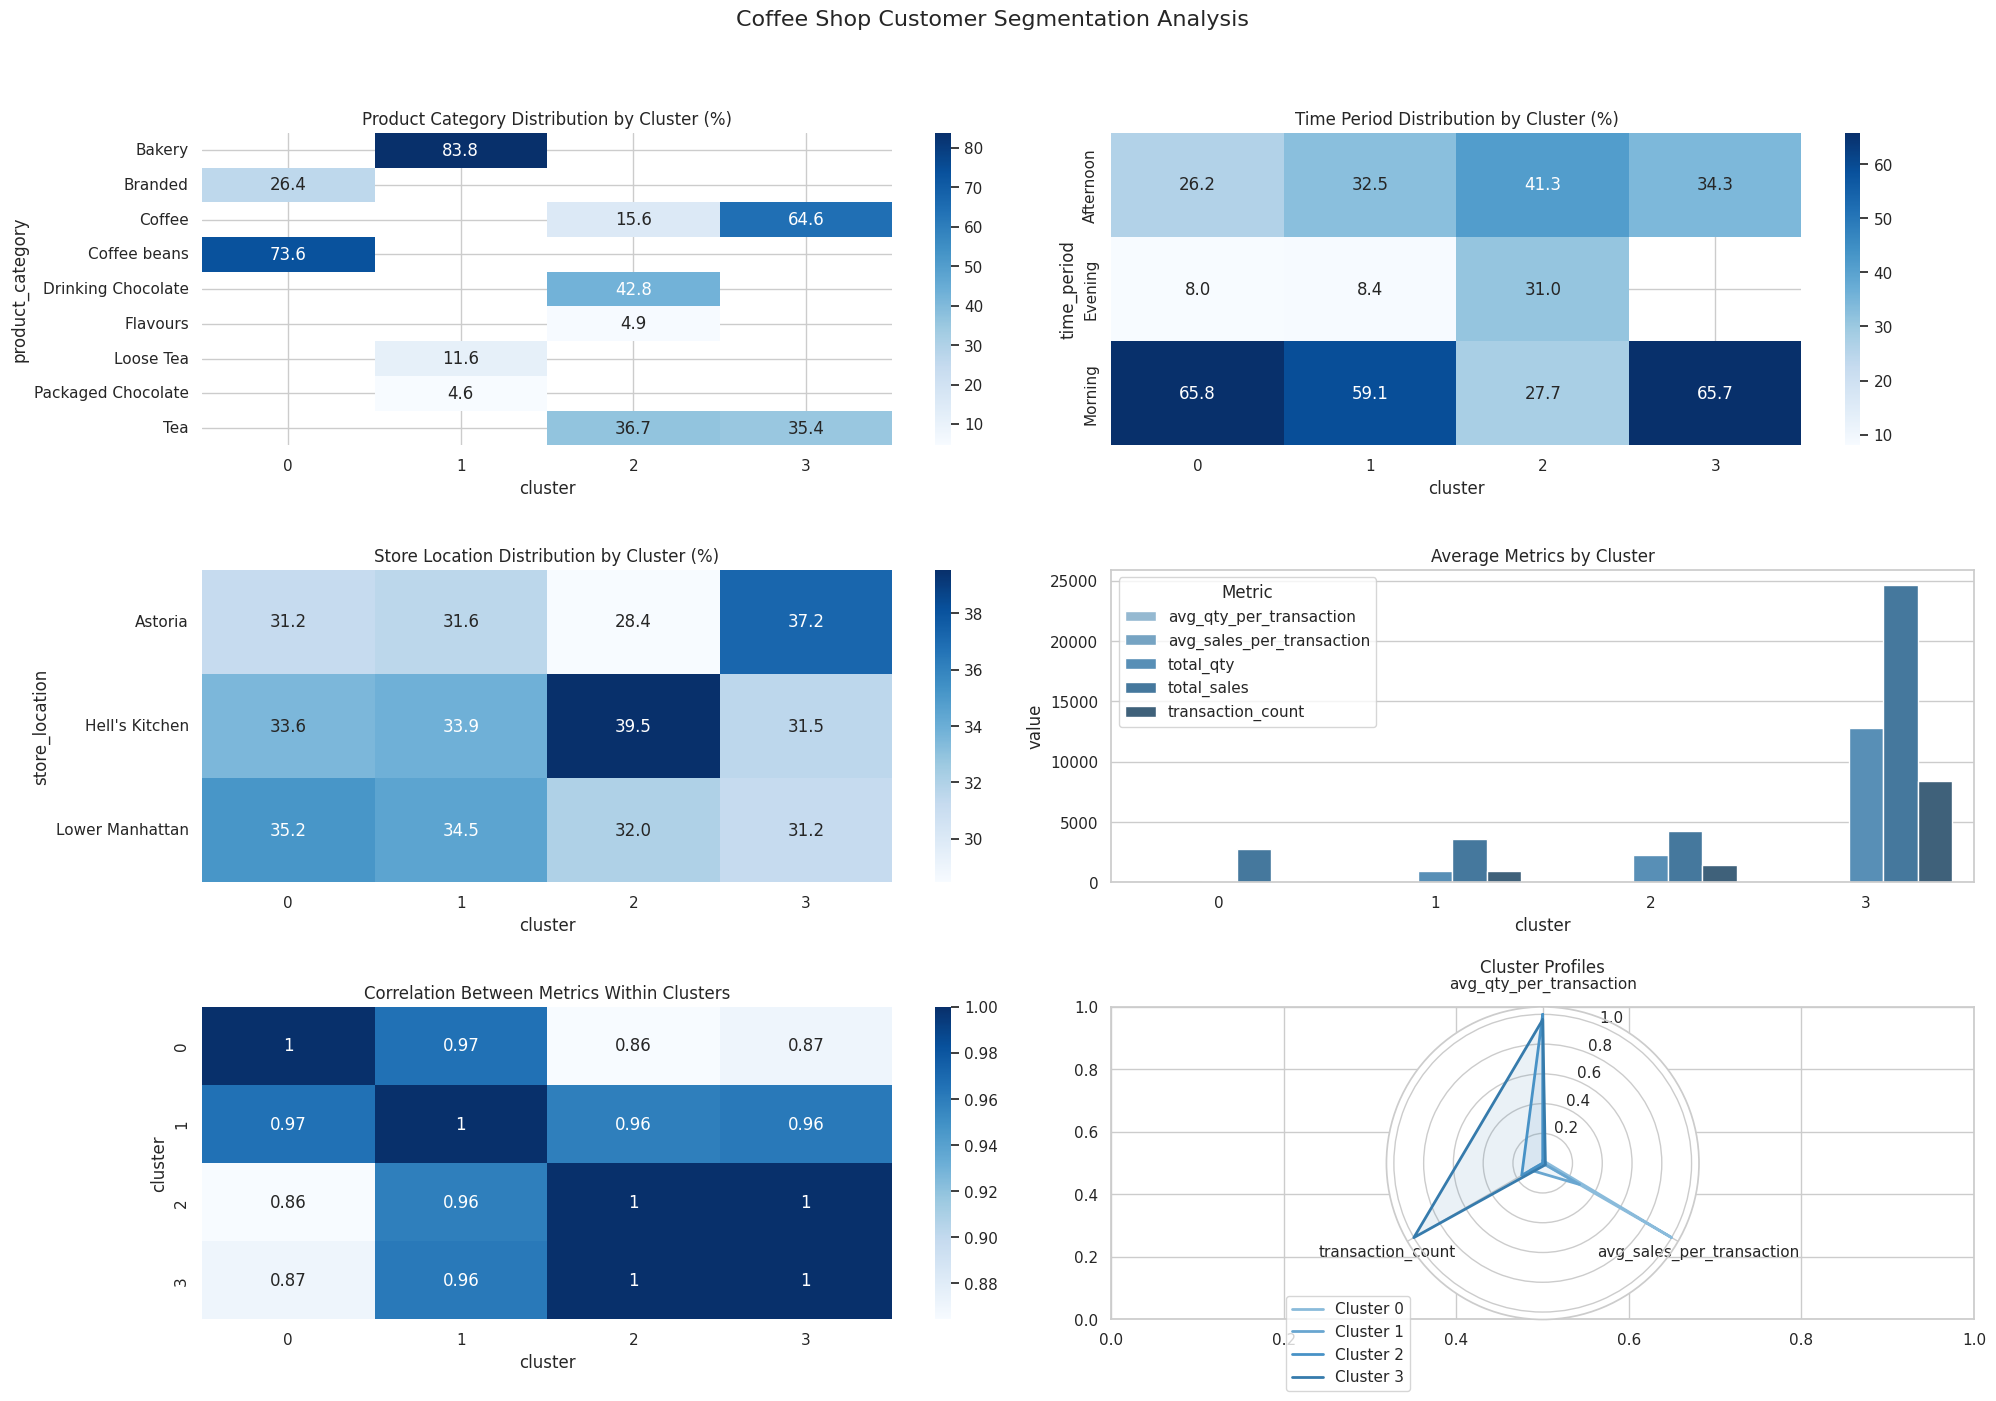 Coffee Shop Customer Segmentation Analysis
Product Category Distribution by Cluster (%)
product_category
Bakery 83.8
Branded 26.4
Coffee 15.6 64.6
Coffee beans 73.6
Drinking Chocolate 42.8
Flavours 4.9
Loose Tea 11.6
Packaged Chocolate 4.6
Tea 36.7 35.4
0 1 2 3
cluster
80
70
60
50
40
30
20
10
Time Period Distribution by Cluster (%)
time_period
Afternoon 26.2 32.5 41.3 34.3
Evening 8.0 8.4 31.0
Morning 65.8 59.1 27.7 65.7
0 1 2 3
cluster
60
50
40
30
20
10
Store Location Distribution by Cluster (%)
store_location
Astoria 31.2 31.6 28.4 37.2
Hell's Kitchen 33.6 33.9 39.5 31.5
Lower Manhattan 35.2 34.5 32.0 31.2
0 1 2 3
cluster
38
36
34
32
30
Average Metrics by Cluster
value
25000
20000
15000
10000
5000
0
Metric
avg_qty_per_transaction
avg_sales_per_transaction
total_qty
total_sales
transaction_count
0 1 2 3
cluster
Correlation Between Metrics Within Clusters
cluster
0 1 0.97 0.86 0.87
1 0.97 1 0.96 0.96
2 0.86 0.96 1 1
3 0.87 0.96 1 1
0 1 2 3
cluster
1.00
0.98
0.96
0.94
0.92
0.90
0.88
Cluster Profiles
avg_qty_per_transaction
1.0
0.8
0.6
0.4
0.2
0.0
1.0
0.8
0.6
0.4
0.2
transaction_count
avg_sales_per_transaction
0.0 0.2 0.4 0.6 0.8 1.0
Cluster 0
Cluster 1
Cluster 2
Cluster 3